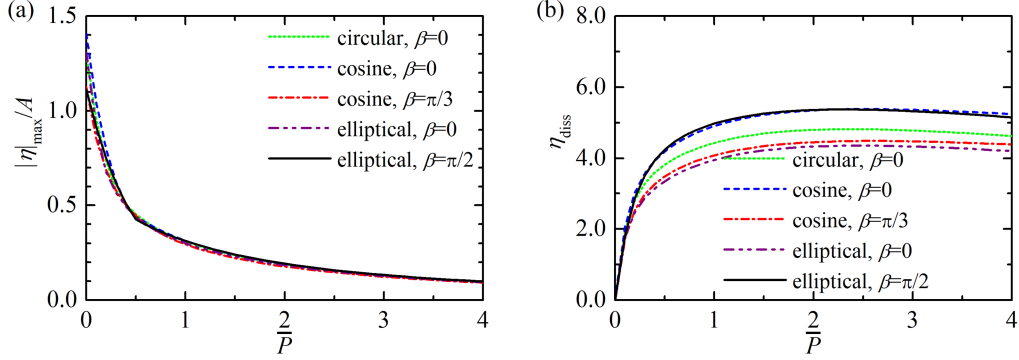 (a)
1.5
1.0
0.5
0.0
|η|max/A
circular, β=0
cosine, β=0
cosine, β=π/3
elliptical, β=0
elliptical, β=π/2
0 1 2 3 4
P̅
(b)
8.0
6.0
4.0
2.0
0.0
ηdiss
circular, β=0
cosine, β=0
cosine, β=π/3
elliptical, β=0
elliptical, β=π/2
0 1 2 3 4
P̅